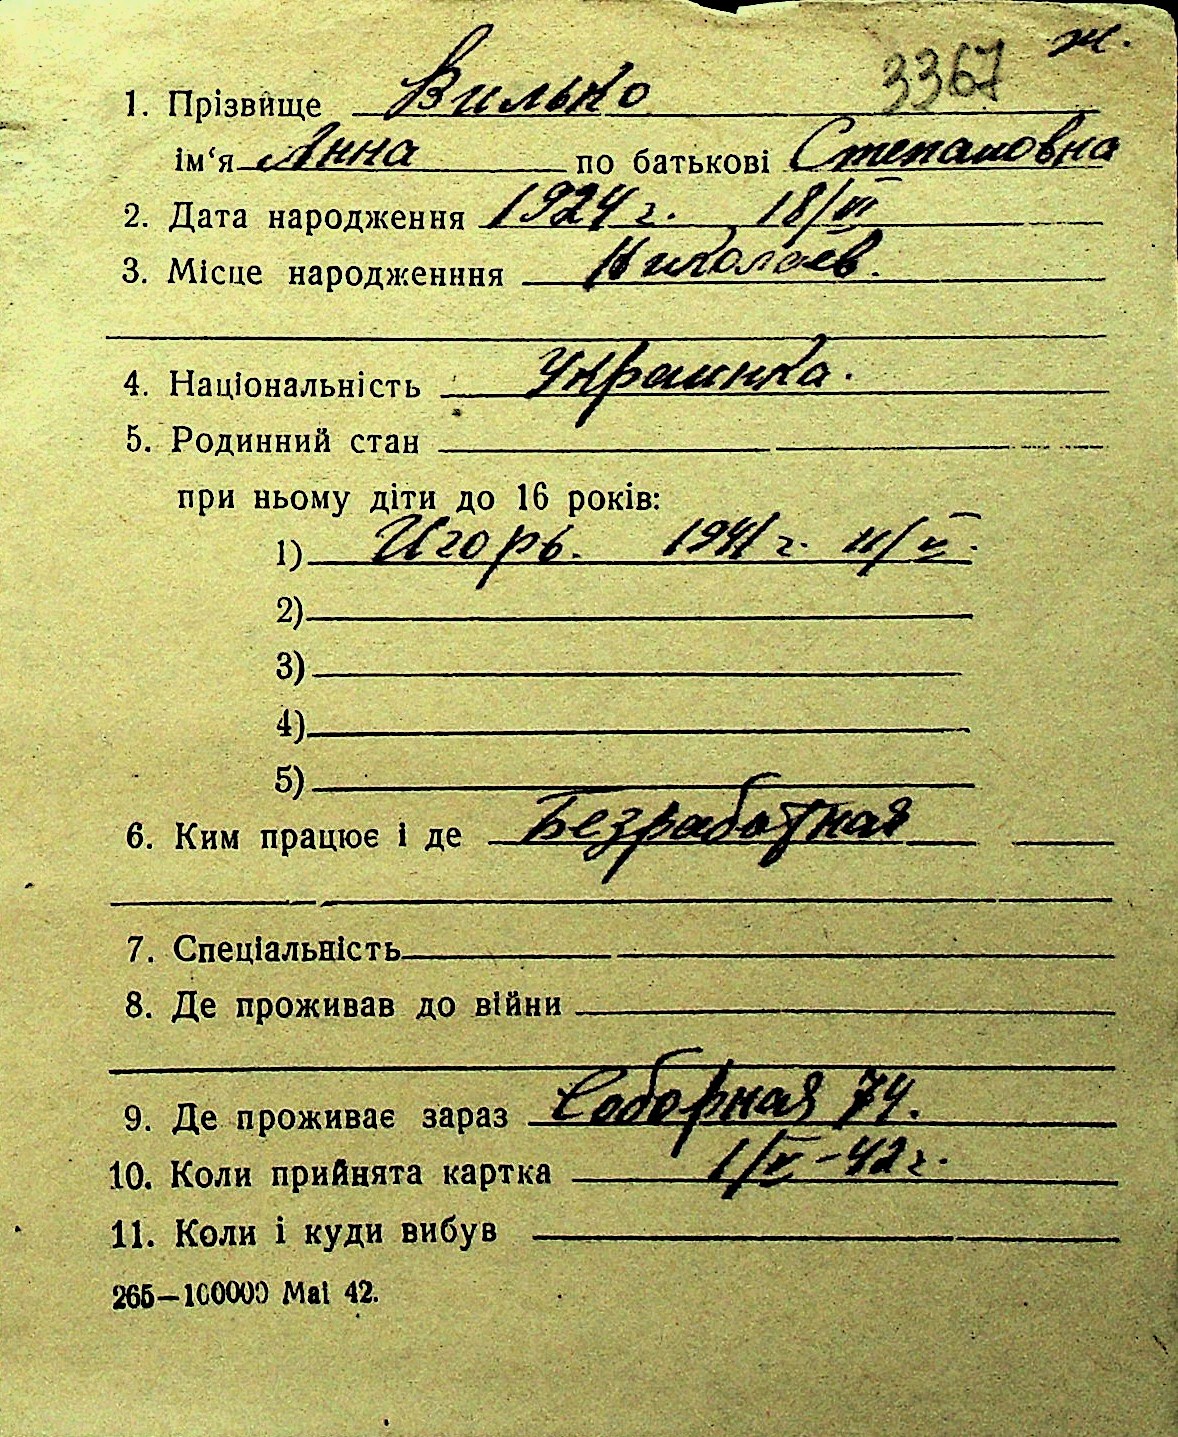 3367 ж.
1. Прізвище Вилько
ім‘я Анна по батькові Степановна
2. Дата народження 1924 г. 18/III
3. Місце народженння Николаев.
4. Національність Украинка.
5. Родинний стан
при ньому діти до 16 років:
1) Игорь. 1941 г. 11/V.
2)
3)
4)
5)
6. Ким працює і де Безработная
7. Спеціальність
8. Де проживав до війни
9. Де проживає зараз Соборная 74.
10. Коли прийнята картка 1/V-42 г.
11. Коли і куди вибув
265—100000 Mai 42.